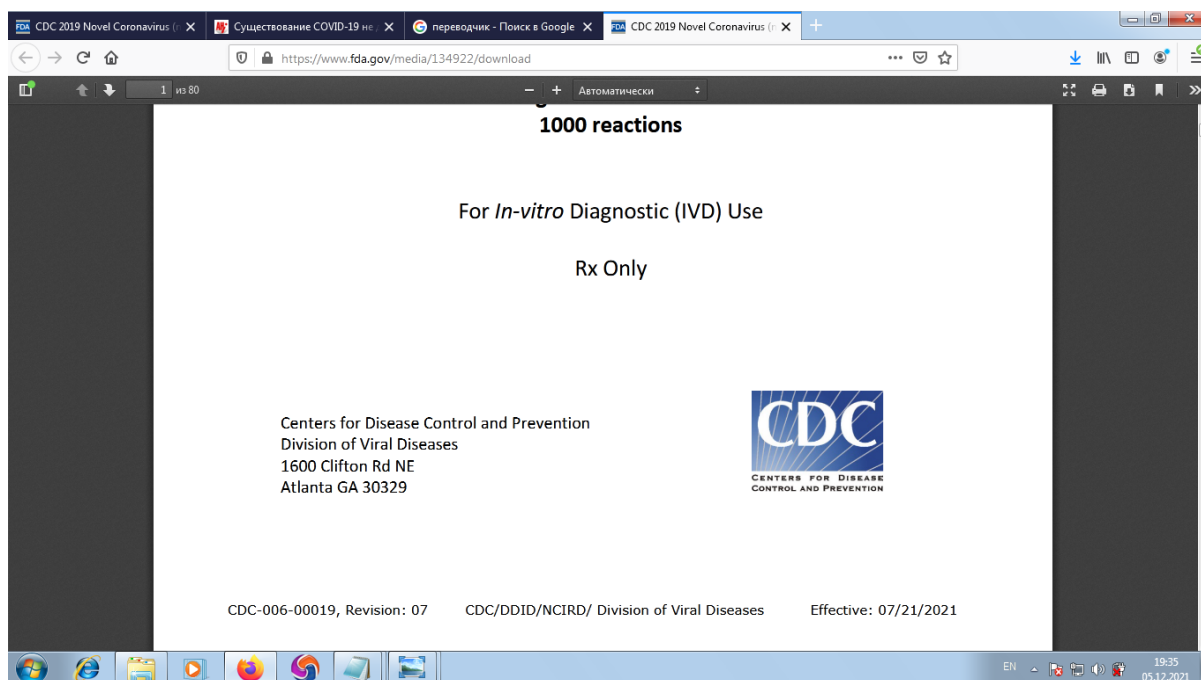 CDC 2019 Novel Coronavirus (r
Существование COVID-19 не д
переводчик - Поиск в Google
CDC 2019 Novel Coronavirus (r
https://www.fda.gov/media/134922/download
1 из 80
Автоматически
1000 reactions
For In-vitro Diagnostic (IVD) Use
Rx Only
Centers for Disease Control and Prevention
Division of Viral Diseases
1600 Clifton Rd NE
Atlanta GA 30329
CDC
CENTERS FOR DISEASE
CONTROL AND PREVENTION
CDC-006-00019, Revision: 07 CDC/DDID/NCIRD/ Division of Viral Diseases Effective: 07/21/2021
EN
19:35
05.12.2021